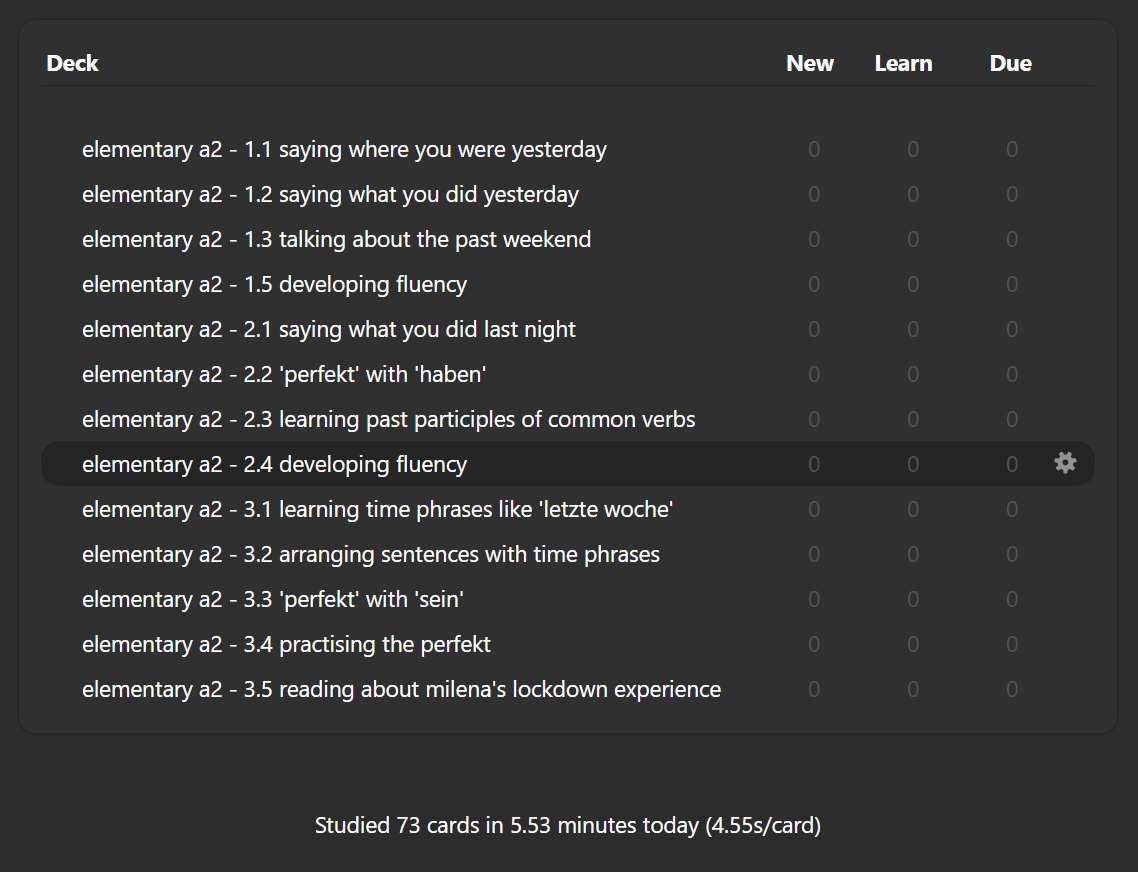 Deck New Learn Due
elementary a2 - 1.1 saying where you were yesterday 0 0 0
elementary a2 - 1.2 saying what you did yesterday 0 0 0
elementary a2 - 1.3 talking about the past weekend 0 0 0
elementary a2 - 1.5 developing fluency 0 0 0
elementary a2 - 2.1 saying what you did last night 0 0 0
elementary a2 - 2.2 'perfekt' with 'haben' 0 0 0
elementary a2 - 2.3 learning past participles of common verbs 0 0 0
elementary a2 - 2.4 developing fluency 0 0 0
elementary a2 - 3.1 learning time phrases like 'letzte woche' 0 0 0
elementary a2 - 3.2 arranging sentences with time phrases 0 0 0
elementary a2 - 3.3 'perfekt' with 'sein' 0 0 0
elementary a2 - 3.4 practising the perfekt 0 0 0
elementary a2 - 3.5 reading about milena's lockdown experience 0 0 0
Studied 73 cards in 5.53 minutes today (4.55s/card)